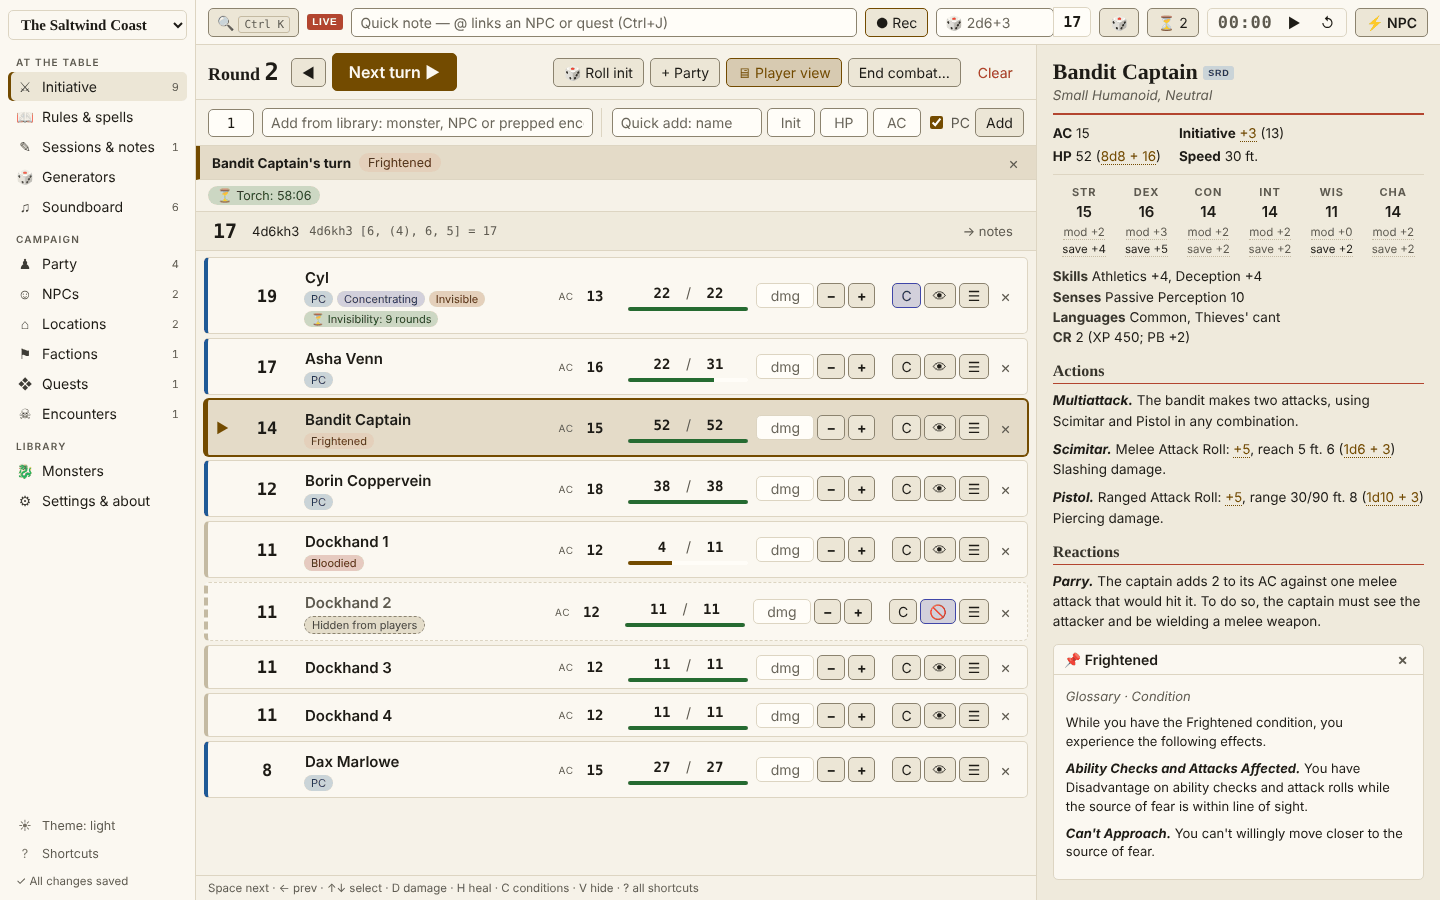 The Saltwind Coast
AT THE TABLE
Initiative 9
Rules & spells
Sessions & notes 1
Generators
Soundboard 6
CAMPAIGN
Party 4
NPCs 2
Locations 2
Factions 1
Quests 1
Encounters 1
LIBRARY
Monsters
Settings & about
Theme: light
? Shortcuts
✓ All changes saved
Ctrl K LIVE Quick note — @ links an NPC or quest (Ctrl+J) ● Rec 2d6+3 17 ⏳ 2 00:00 ▶ ↺ ⚡ NPC
Round 2 ◀ Next turn ▶ Roll init + Party Player view End combat... Clear
1 Add from library: monster, NPC or prepped enc Quick add: name Init HP AC PC Add
Bandit Captain's turn Frightened ×
⏳ Torch: 58:06
17 4d6kh3 4d6kh3 [6, (4), 6, 5] = 17 → notes
19 Cyl AC 13 22 / 22 dmg − + C ☰ ×
PC Concentrating Invisible
⏳ Invisibility: 9 rounds
17 Asha Venn AC 16 22 / 31 dmg − + C ☰ ×
PC
▶ 14 Bandit Captain AC 15 52 / 52 dmg − + C ☰ ×
Frightened
12 Borin Coppervein AC 18 38 / 38 dmg − + C ☰ ×
PC
11 Dockhand 1 AC 12 4 / 11 dmg − + C ☰ ×
Bloodied
11 Dockhand 2 AC 12 11 / 11 dmg − + C ☰ ×
Hidden from players
11 Dockhand 3 AC 12 11 / 11 dmg − + C ☰ ×
11 Dockhand 4 AC 12 11 / 11 dmg − + C ☰ ×
8 Dax Marlowe AC 15 27 / 27 dmg − + C ☰ ×
PC
Space next · ← prev · ↑↓ select · D damage · H heal · C conditions · V hide · ? all shortcuts
Bandit Captain SRD
Small Humanoid, Neutral
AC 15 Initiative +3 (13)
HP 52 (8d8 + 16) Speed 30 ft.
STR DEX CON INT WIS CHA
15 16 14 14 11 14
mod +2 mod +3 mod +2 mod +2 mod +0 mod +2
save +4 save +5 save +2 save +2 save +2 save +2
Skills Athletics +4, Deception +4
Senses Passive Perception 10
Languages Common, Thieves' cant
CR 2 (XP 450; PB +2)
Actions
Multiattack. The bandit makes two attacks, using
Scimitar and Pistol in any combination.
Scimitar. Melee Attack Roll: +5, reach 5 ft. 6 (1d6 + 3)
Slashing damage.
Pistol. Ranged Attack Roll: +5, range 30/90 ft. 8 (1d10 + 3)
Piercing damage.
Reactions
Parry. The captain adds 2 to its AC against one melee
attack that would hit it. To do so, the captain must see the
attacker and be wielding a melee weapon.
📌 Frightened ×
Glossary · Condition
While you have the Frightened condition, you
experience the following effects.
Ability Checks and Attacks Affected. You have
Disadvantage on ability checks and attack rolls while
the source of fear is within line of sight.
Can't Approach. You can't willingly move closer to the
source of fear.